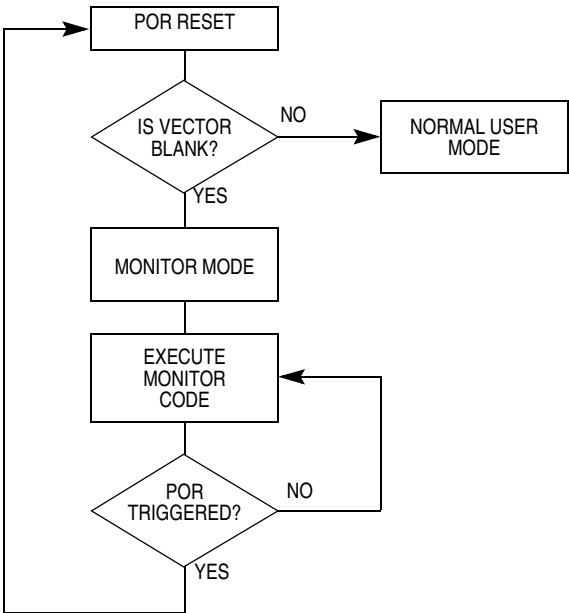 POR RESET
IS VECTOR
BLANK?
NO
NORMAL USER
MODE
YES
MONITOR MODE
EXECUTE
MONITOR
CODE
POR
TRIGGERED?
NO
YES